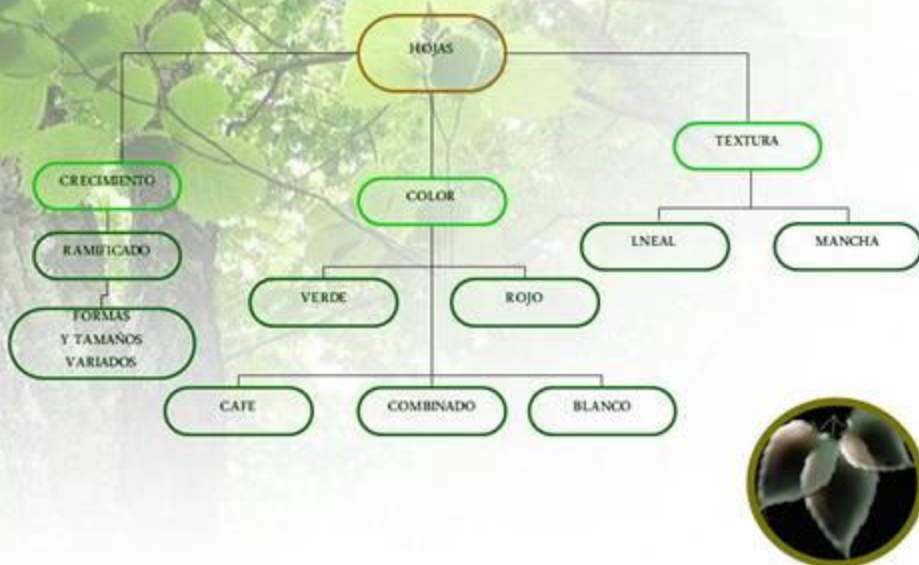 HOJAS
TEXTURA
CRECIMIENTO
COLOR
LNEAL
MANCHA
RAMIFICADO
VERDE
ROJO
FORMAS
Y TAMAÑOS
VARIADOS
CAFE
COMBINADO
BLANCO